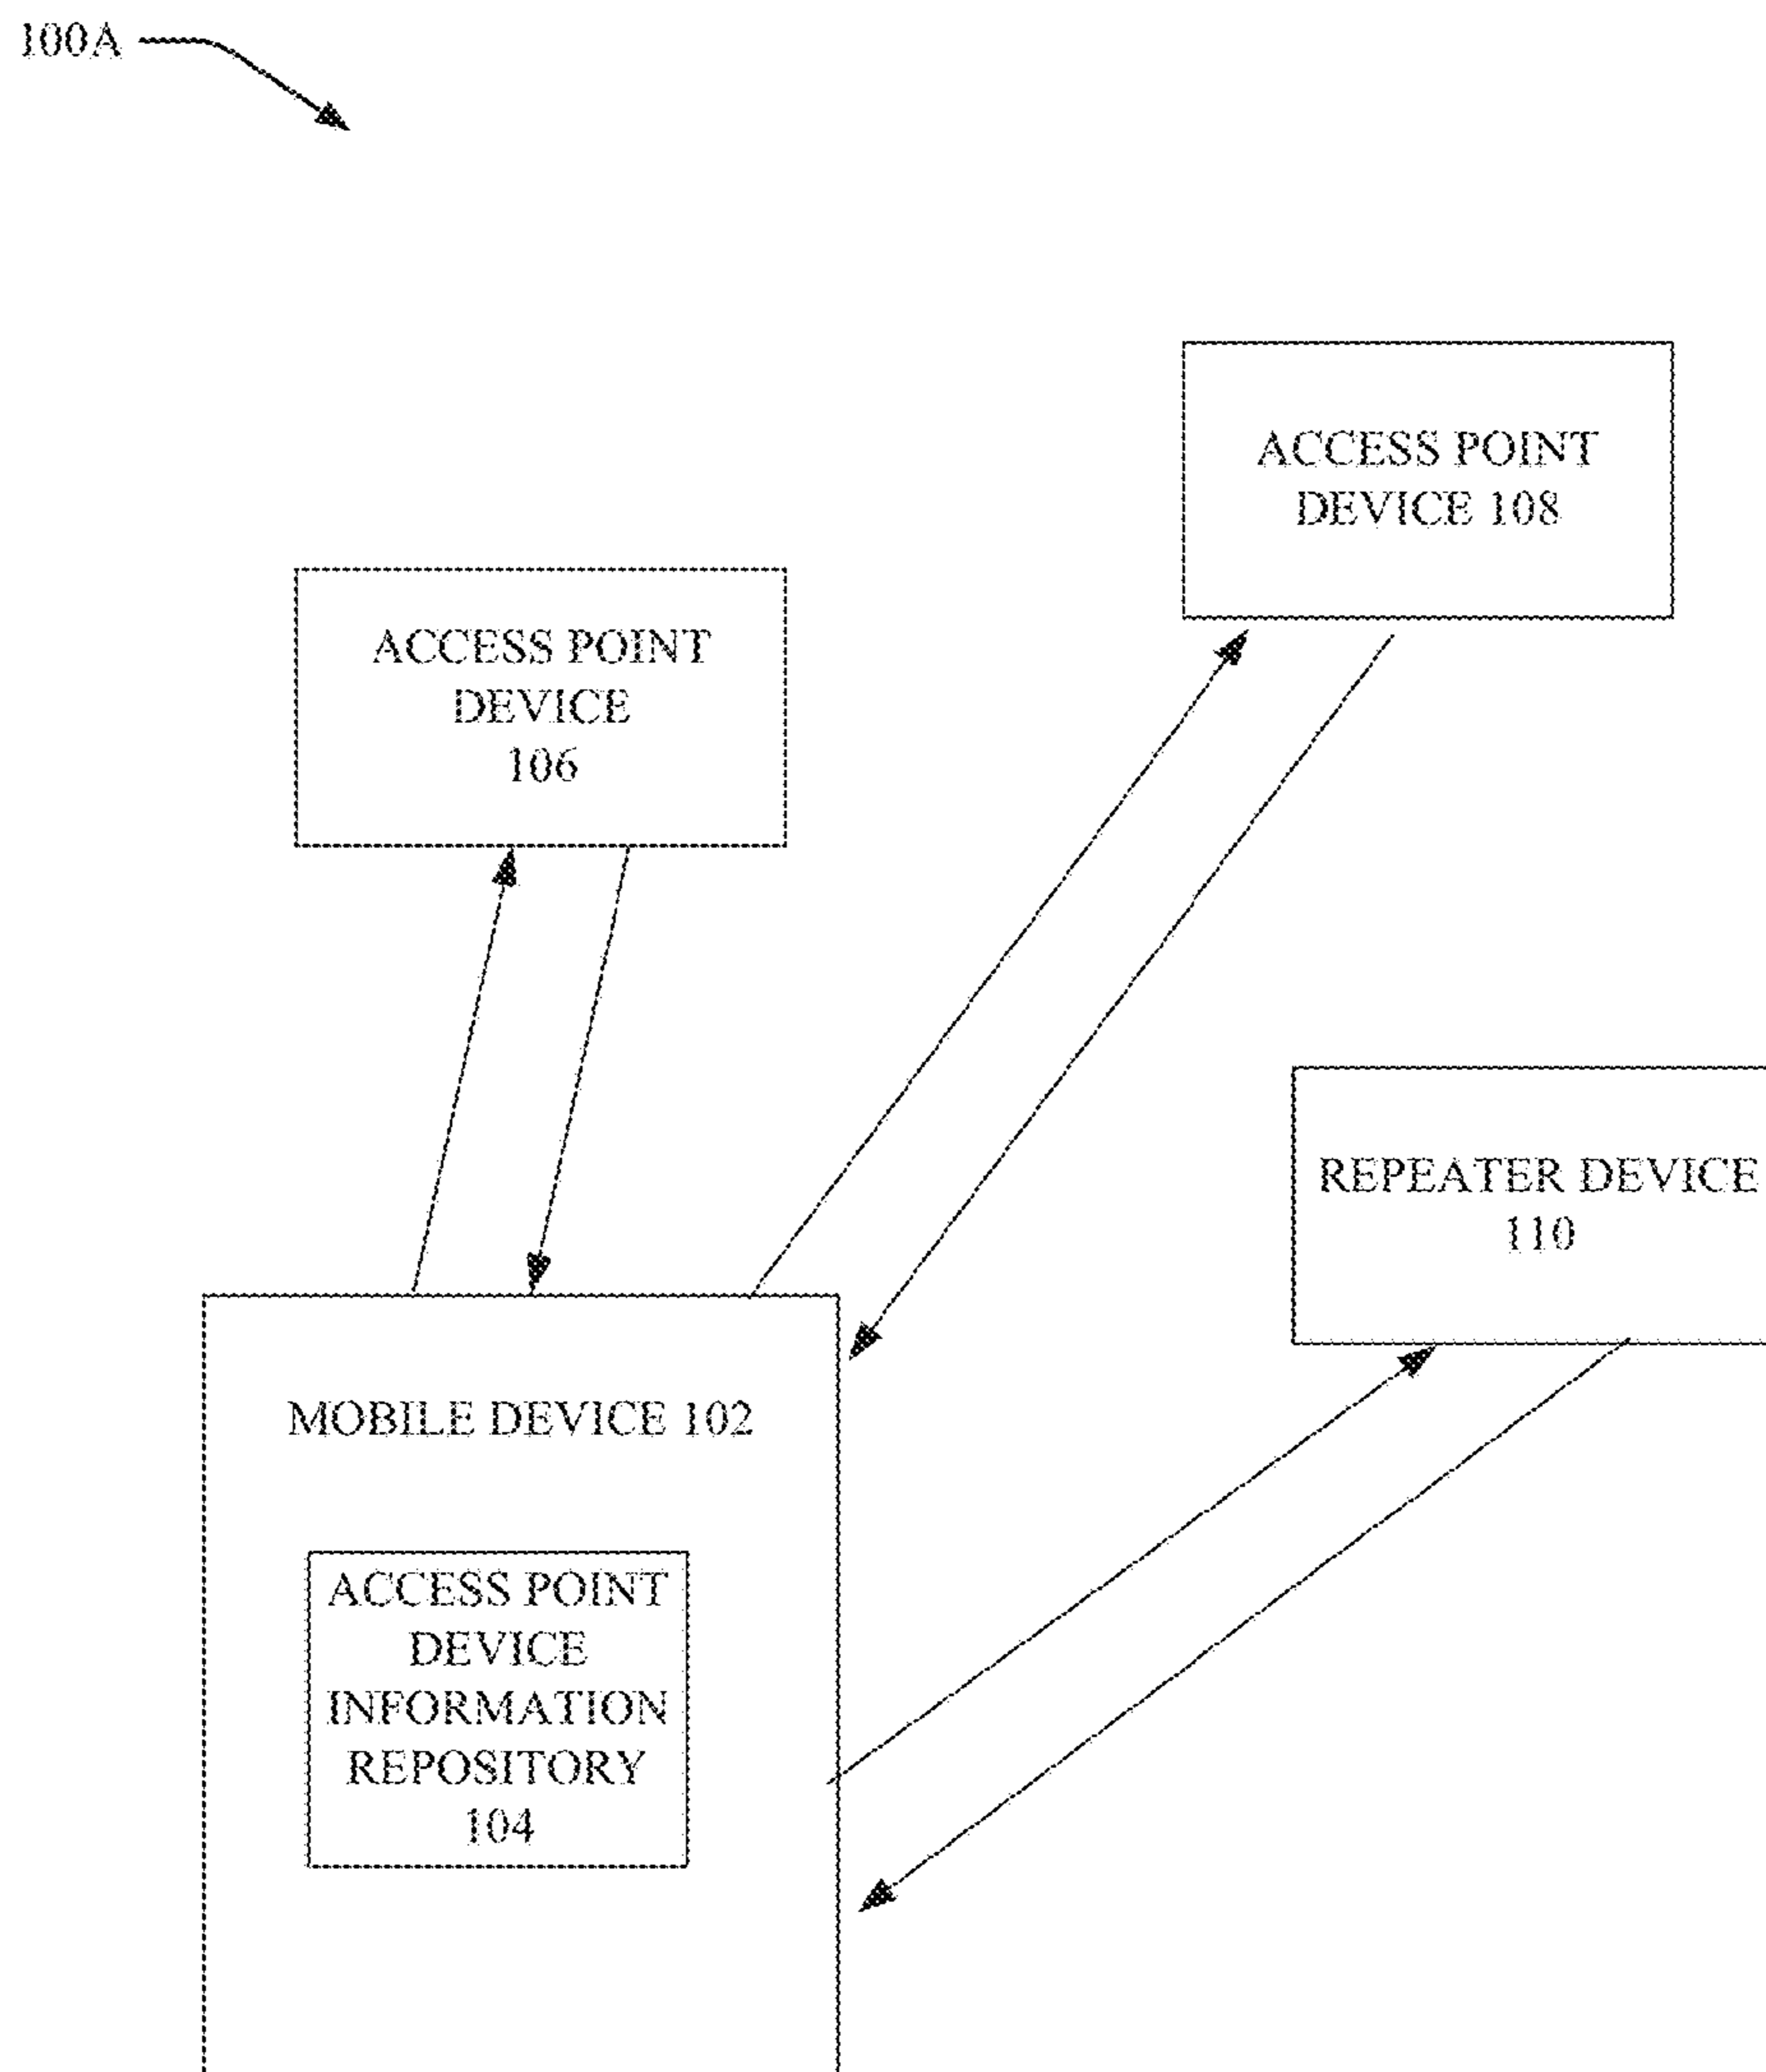 100A
ACCESS POINT
DEVICE 108
ACCESS POINT
DEVICE
106
REPEATER DEVICE
110
MOBILE DEVICE 102
ACCESS POINT
DEVICE
INFORMATION
REPOSITORY
104